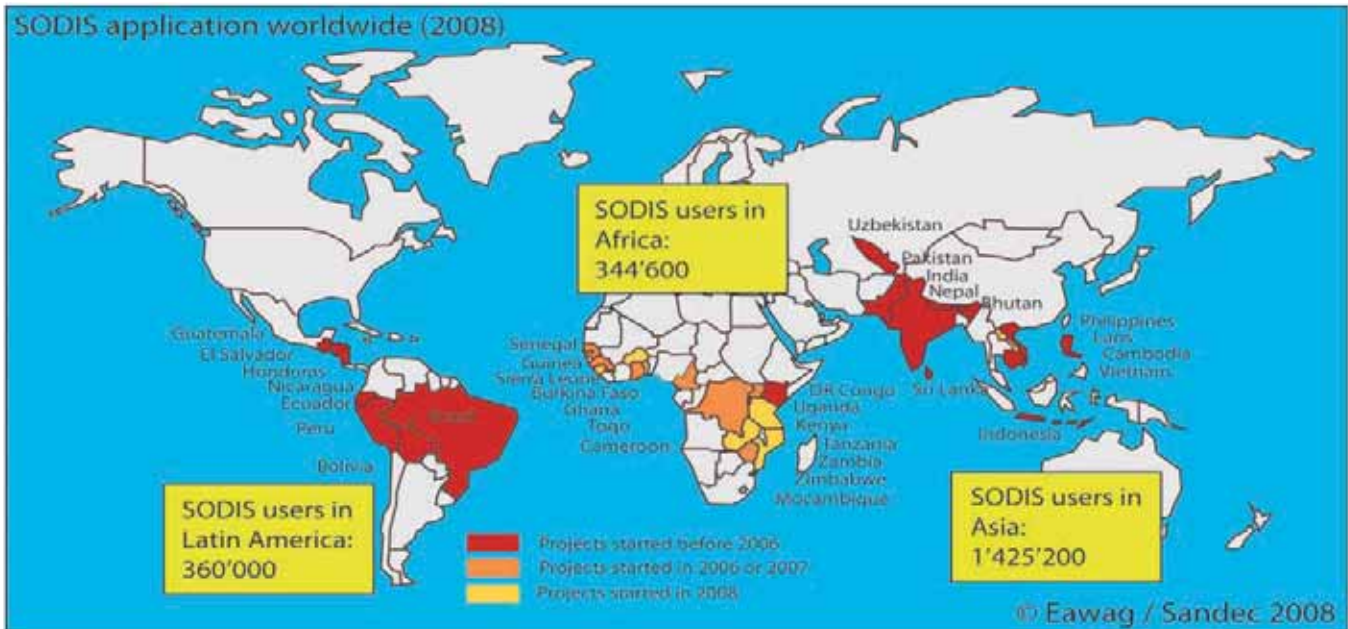 SODIS application worldwide (2008)
SODIS users in
Africa:
344'600
Uzbekistan
Pakistan
India
Nepal
Bhutan
Philippines
Laos
Cambodia
Vietnam
Sri Lanka
Indonesia
Guatemala
El Salvador
Honduras
Nicaragua
Ecuador
Brazil
Peru
Bolivia
Senegal
Guinea
Sierra Leone
Burkina Faso
Ghana
Togo
Cameroon
DR Congo
Uganda
Kenya
Tanzania
Zambia
Zimbabwe
Mocambique
SODIS users in
Latin America:
360'000
Projects started before 2006
Projects started in 2006 or 2007
Projects started in 2008
SODIS users in
Asia:
1'425'200
© Eawag / Sandec 2008